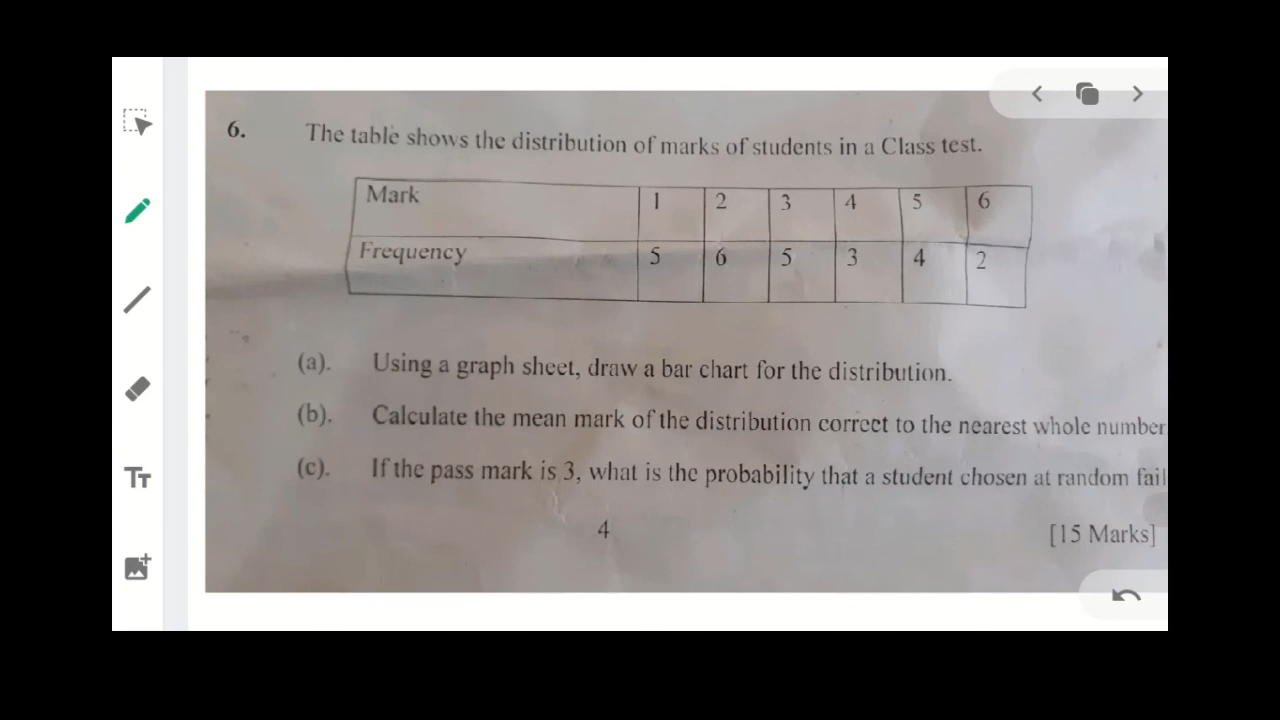 6. The table shows the distribution of marks of students in a Class test.
Mark 1 2 3 4 5 6
Frequency 5 6 5 3 4 2
(a). Using a graph sheet, draw a bar chart for the distribution.
(b). Calculate the mean mark of the distribution correct to the nearest whole number
(c). If the pass mark is 3, what is the probability that a student chosen at random fail
4
[15 Marks]
TT